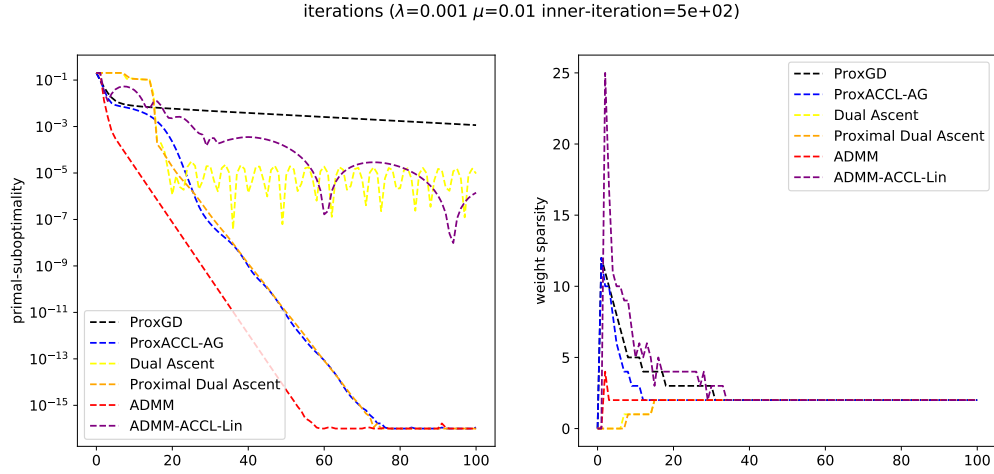 iterations (λ=0.001 μ=0.01 inner-iteration=5e+02)
primal-suboptimality
10⁻¹
10⁻³
10⁻⁵
10⁻⁷
10⁻⁹
10⁻¹¹
10⁻¹³
10⁻¹⁵
0 20 40 60 80 100
ProxGD
ProxACCL-AG
Dual Ascent
Proximal Dual Ascent
ADMM
ADMM-ACCL-Lin
weight sparsity
25
20
15
10
5
0
0 20 40 60 80 100
ProxGD
ProxACCL-AG
Dual Ascent
Proximal Dual Ascent
ADMM
ADMM-ACCL-Lin